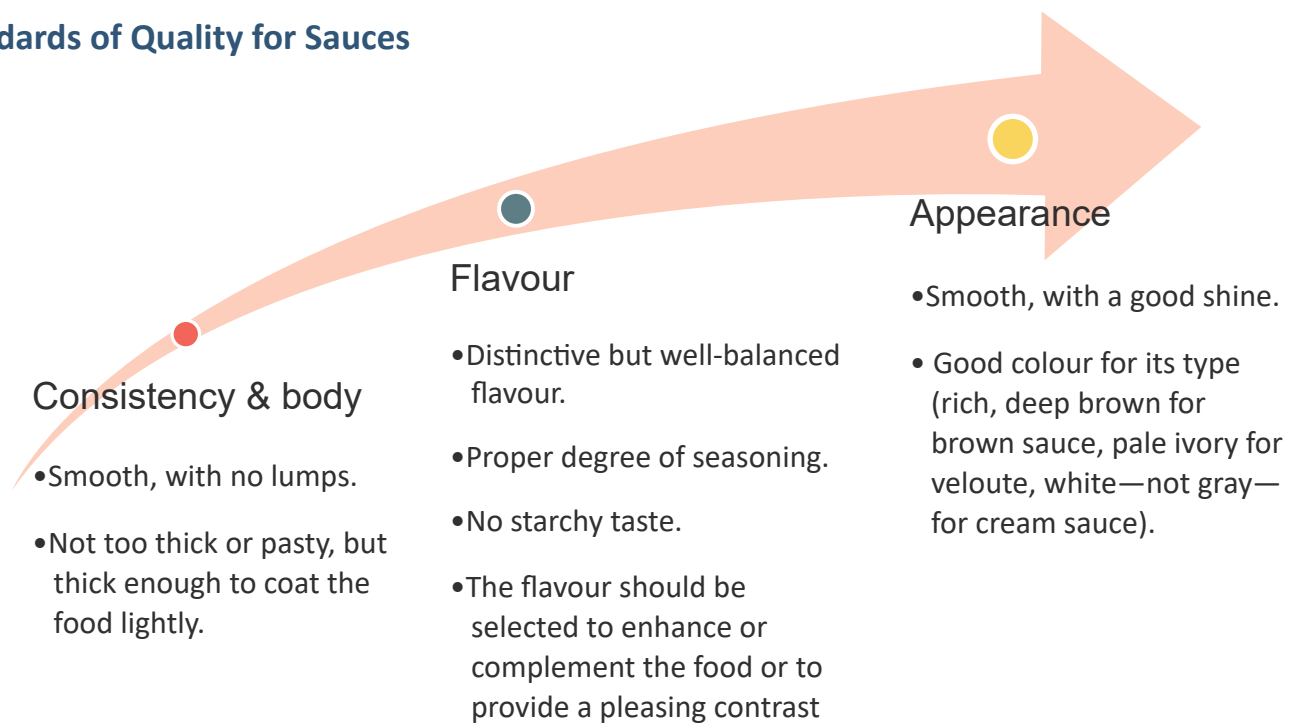 dards of Quality for Sauces
Consistency & body
•Smooth, with no lumps.
•Not too thick or pasty, but
thick enough to coat the
food lightly.
Flavour
•Distinctive but well-balanced
flavour.
•Proper degree of seasoning.
•No starchy taste.
•The flavour should be
selected to enhance or
complement the food or to
provide a pleasing contrast
Appearance
•Smooth, with a good shine.
• Good colour for its type
(rich, deep brown for
brown sauce, pale ivory for
veloute, white—not gray—
for cream sauce).